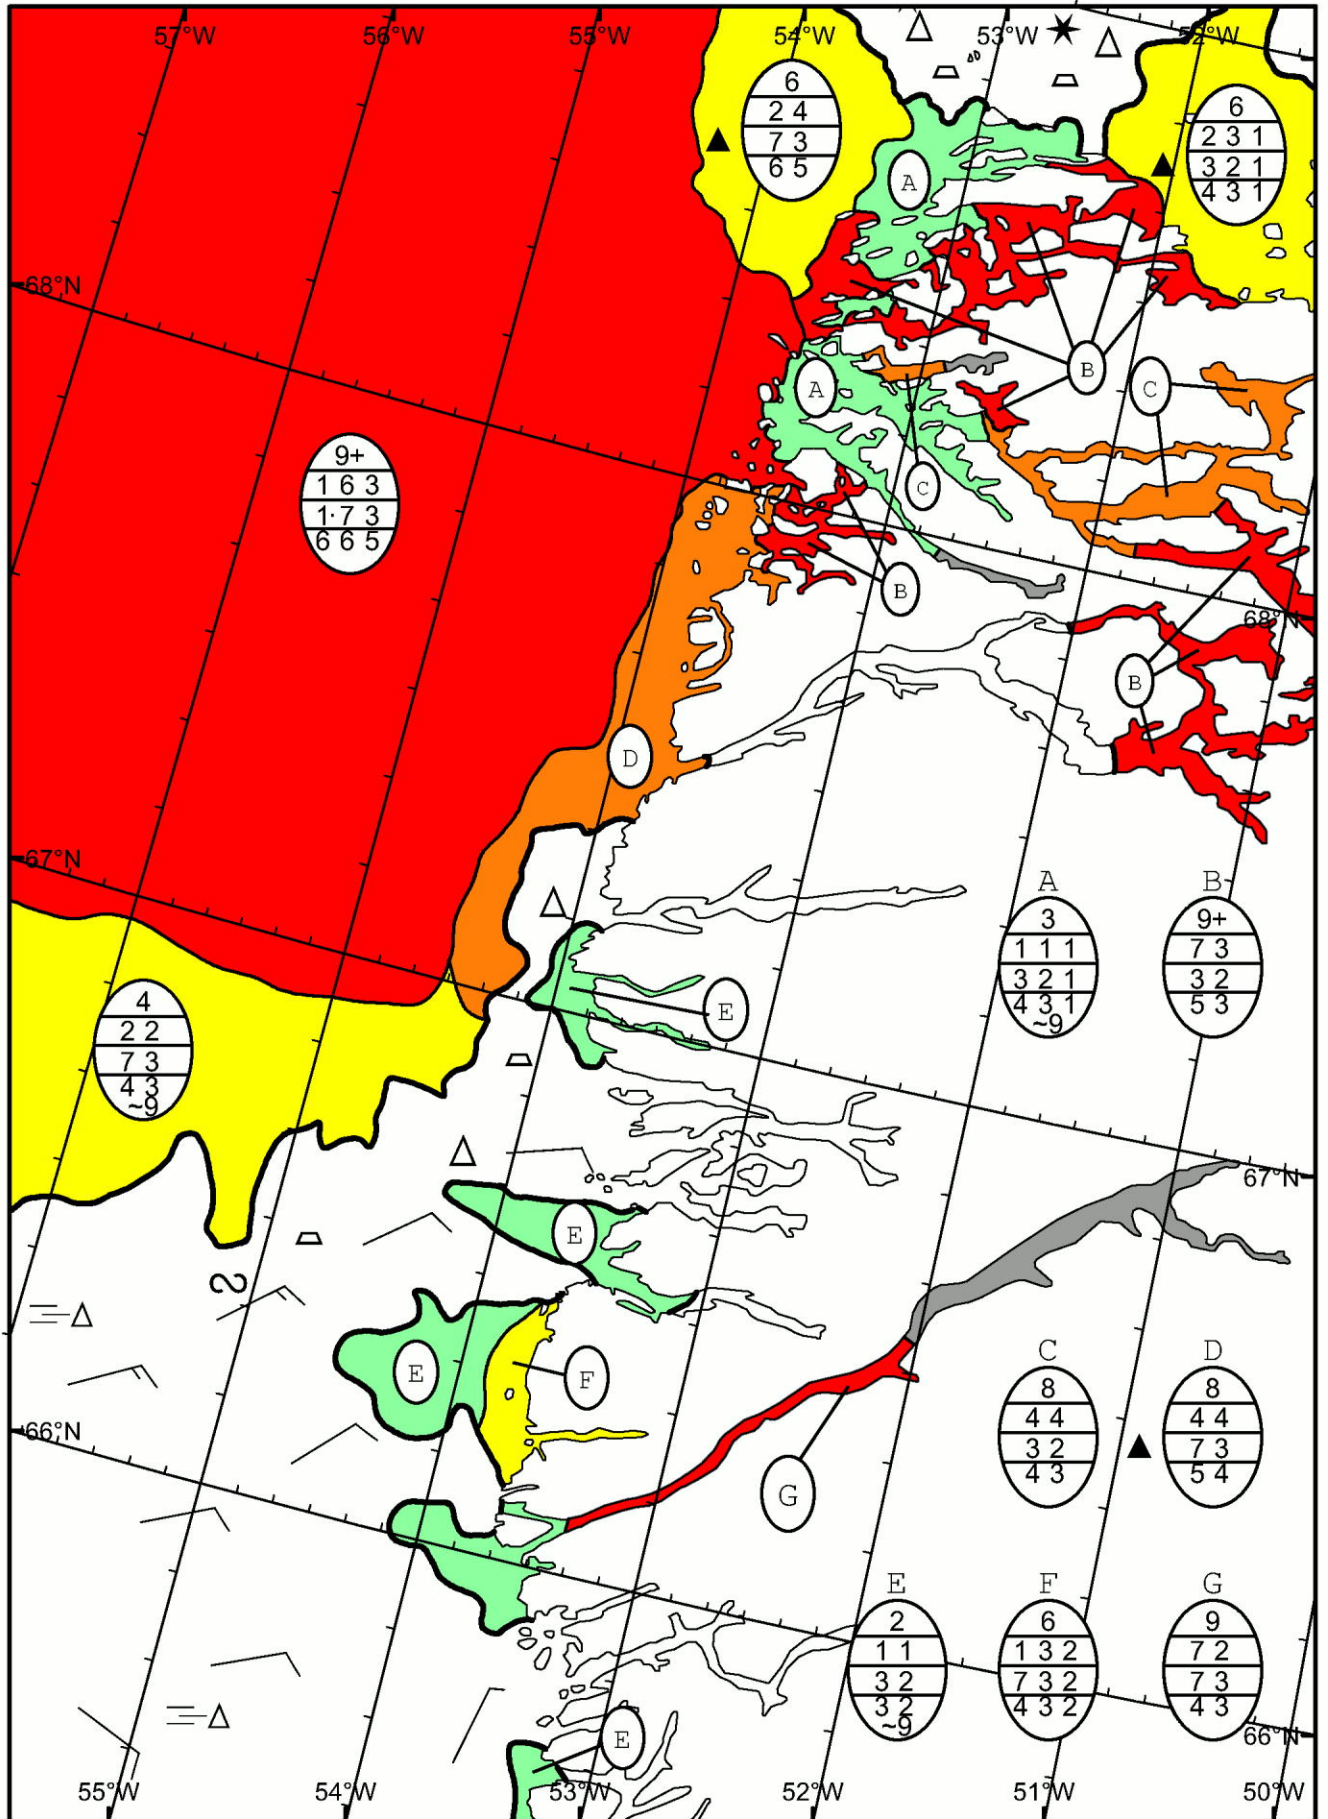 57°W 56°W 55°W 54°W 53°W 52°W
6
2 4
7 3
6 5
6
2 3 1
3 2 1
4 3 1
A
68°N
B
A
C
C
9+
1 6 3
1·7 3
6 6 5
B
68°N
B
D
67°N
A
3
1 1 1
3 2 1
4 3 1
~9
B
9+
7 3
3 2
5 3
4
2 2
7 3
4 3
~9
E
67°N
E
E
F
C
8
4 4
3 2
4 3
D
8
4 4
7 3
5 4
66°N
G
E
2
1 1
3 2
3 2
~9
F
6
1 3 2
7 3 2
4 3 2
G
9
7 2
7 3
4 3
E
66°N
55°W 54°W 53°W 52°W 51°W 50°W